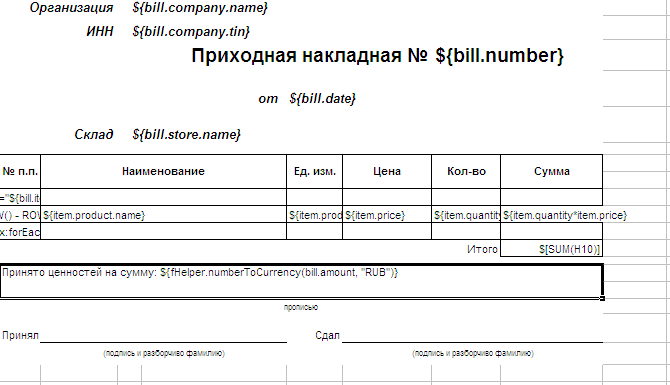 Организация ${bill.company.name}
ИНН ${bill.company.tin}
Приходная накладная № ${bill.number}
от ${bill.date}
Склад ${bill.store.name}
№ п.п. Наименование Ед. изм. Цена Кол-во Сумма
="${bill.it
W() - ROW ${item.product.name} ${item.prod ${item.price} ${item.quantity ${item.quantity*item.price}
x:forEac
Итого $[SUM(H10)]
Принято ценностей на сумму: ${fHelper.numberToCurrency(bill.amount, "RUB")}
прописью
Принял Сдал
(подпись и разборчиво фамилию) (подпись и разборчиво фамилию)